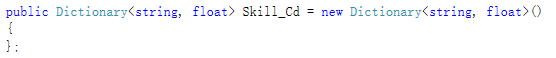 public Dictionary<string, float> Skill_Cd = new Dictionary<string, float>()
{
};